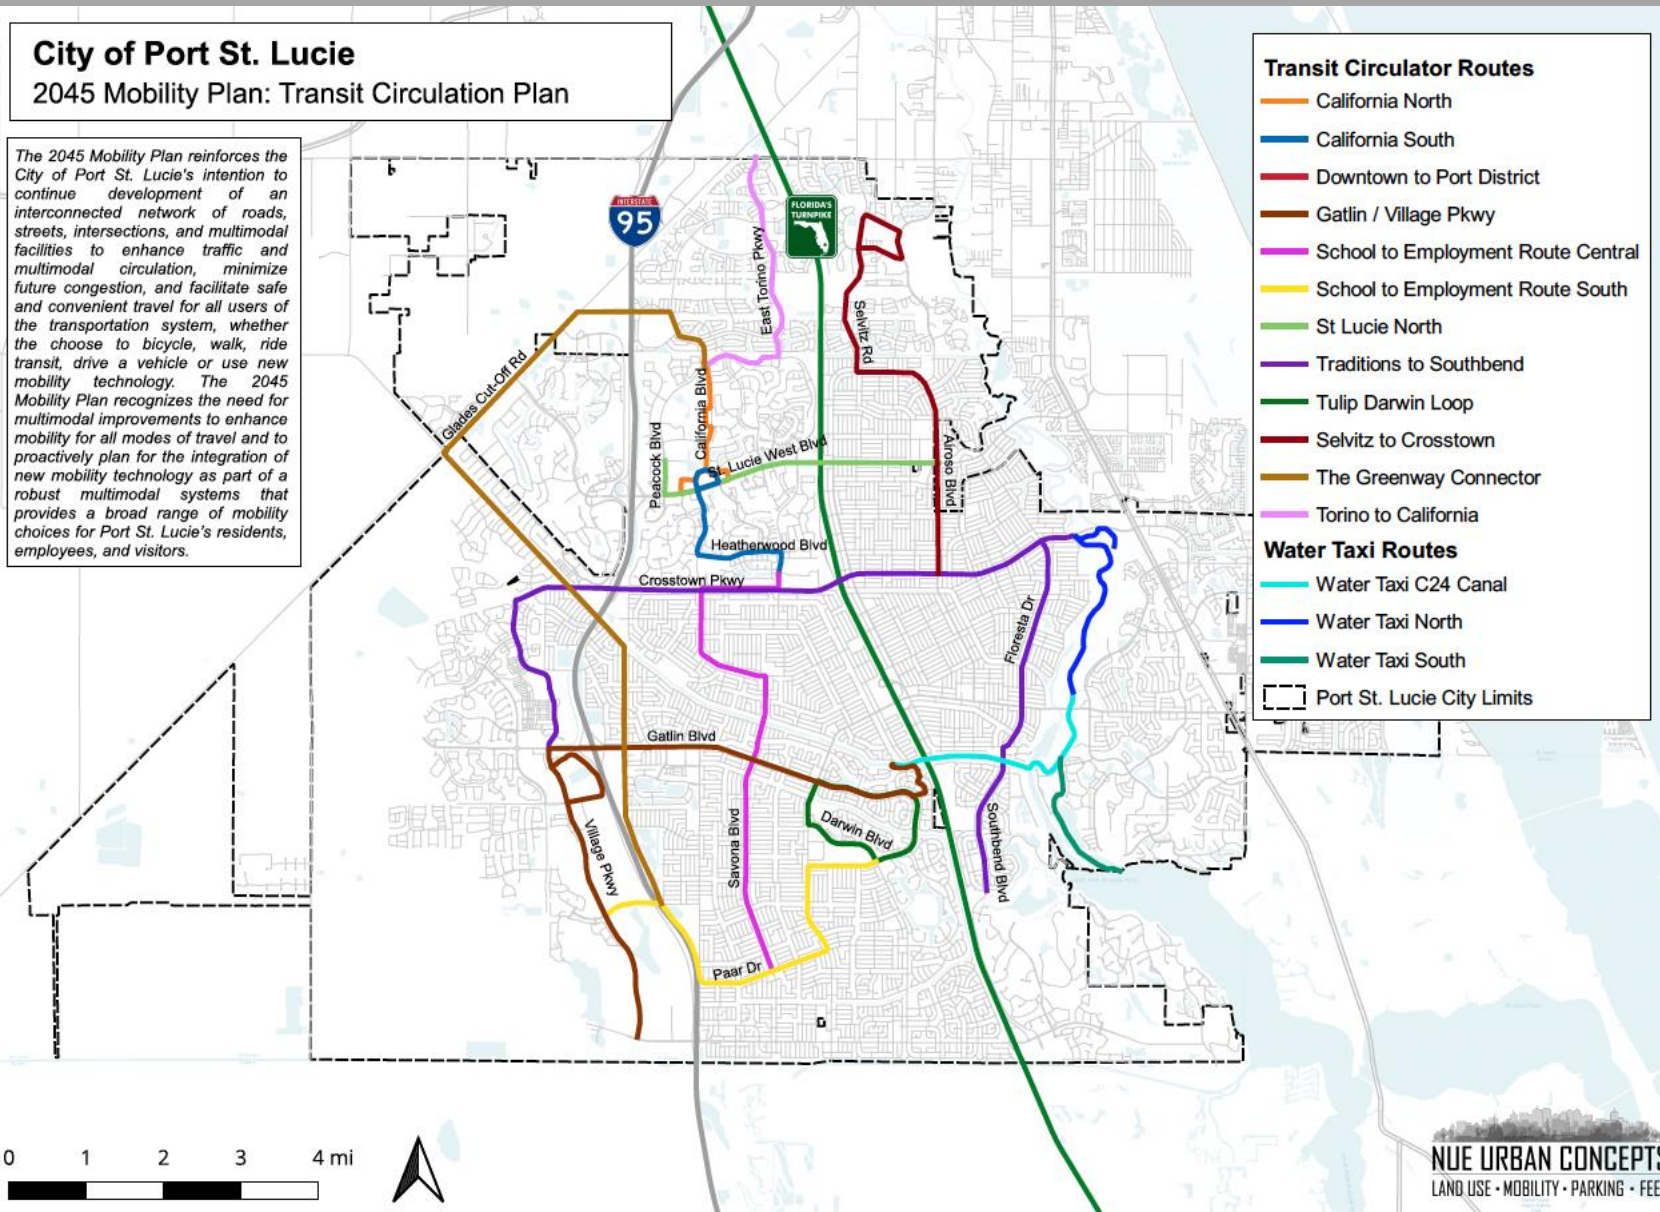 City of Port St. Lucie
2045 Mobility Plan: Transit Circulation Plan
The 2045 Mobility Plan reinforces the
City of Port St. Lucie's intention to
continue development of an
interconnected network of roads,
streets, intersections, and multimodal
facilities to enhance traffic and
multimodal circulation, minimize
future congestion, and facilitate safe
and convenient travel for all users of
the transportation system, whether
the choose to bicycle, walk, ride
transit, drive a vehicle or use new
mobility technology. The 2045
Mobility Plan recognizes the need for
multimodal improvements to enhance
mobility for all modes of travel and to
proactively plan for the integration of
new mobility technology as part of a
robust multimodal systems that
provides a broad range of mobility
choices for Port St. Lucie's residents,
employees, and visitors.
Transit Circulator Routes
California North
California South
Downtown to Port District
Gatlin / Village Pkwy
School to Employment Route Central
School to Employment Route South
St Lucie North
Traditions to Southbend
Tulip Darwin Loop
Selvitz to Crosstown
The Greenway Connector
Torino to California
Water Taxi Routes
Water Taxi C24 Canal
Water Taxi North
Water Taxi South
Port St. Lucie City Limits
INTERSTATE
95
FLORIDA'S
TURNPIKE
East Torino Pkwy
Selvitz Rd
Glades Cut-Off Rd
California Blvd
Peacock Blvd
St. Lucie West Blvd
Airoso Blvd
Heatherwood Blvd
Crosstown Pkwy
Floresta Dr
Gatlin Blvd
Village Pkwy
Savona Blvd
Darwin Blvd
Southbend Blvd
Paar Dr
0 1 2 3 4 mi
NUE URBAN CONCEPTS
LAND USE • MOBILITY • PARKING • FEE